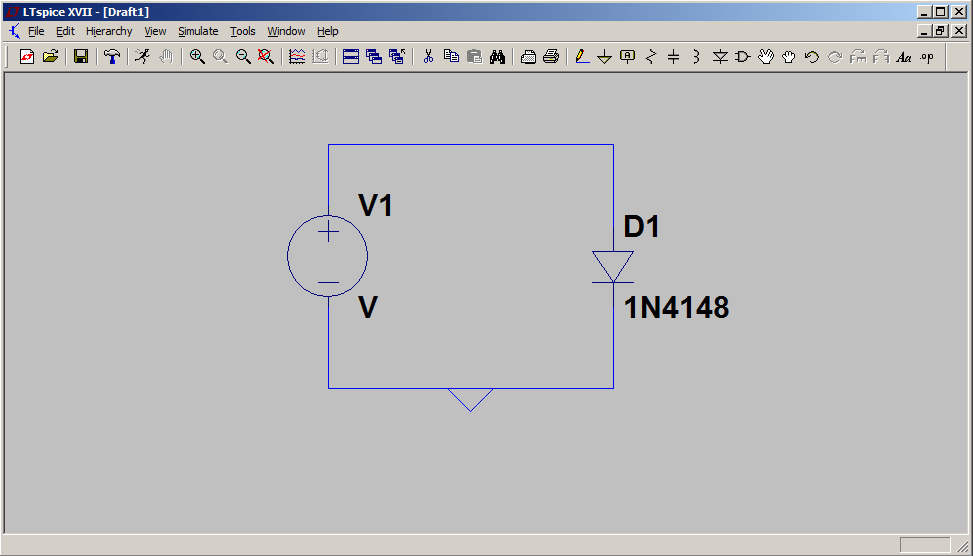 LTspice XVII - [Draft1]
File Edit Hierarchy View Simulate Tools Window Help
Aa .op
V1
D1
V
1N4148